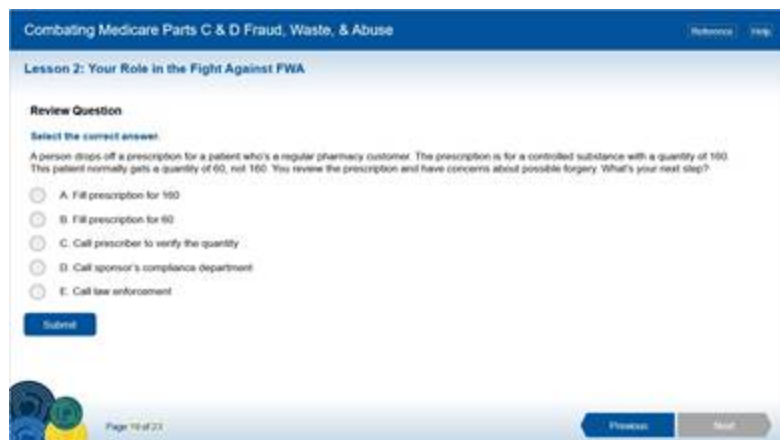 Combating Medicare Parts C & D Fraud, Waste, & Abuse
Reference Help
Lesson 2: Your Role in the Fight Against FWA
Review Question
Select the correct answer.
A person drops off a prescription for a patient who's a regular pharmacy customer. The prescription is for a controlled substance with a quantity of 160.
This patient normally gets a quantity of 60, not 160. You review the prescription and have concerns about possible forgery. What's your next step?
A. Fill prescription for 160
B. Fill prescription for 60
C. Call prescriber to verify the quantity
D. Call sponsor's compliance department
E. Call law enforcement
Submit
Page 19 of 23
Previous
Next